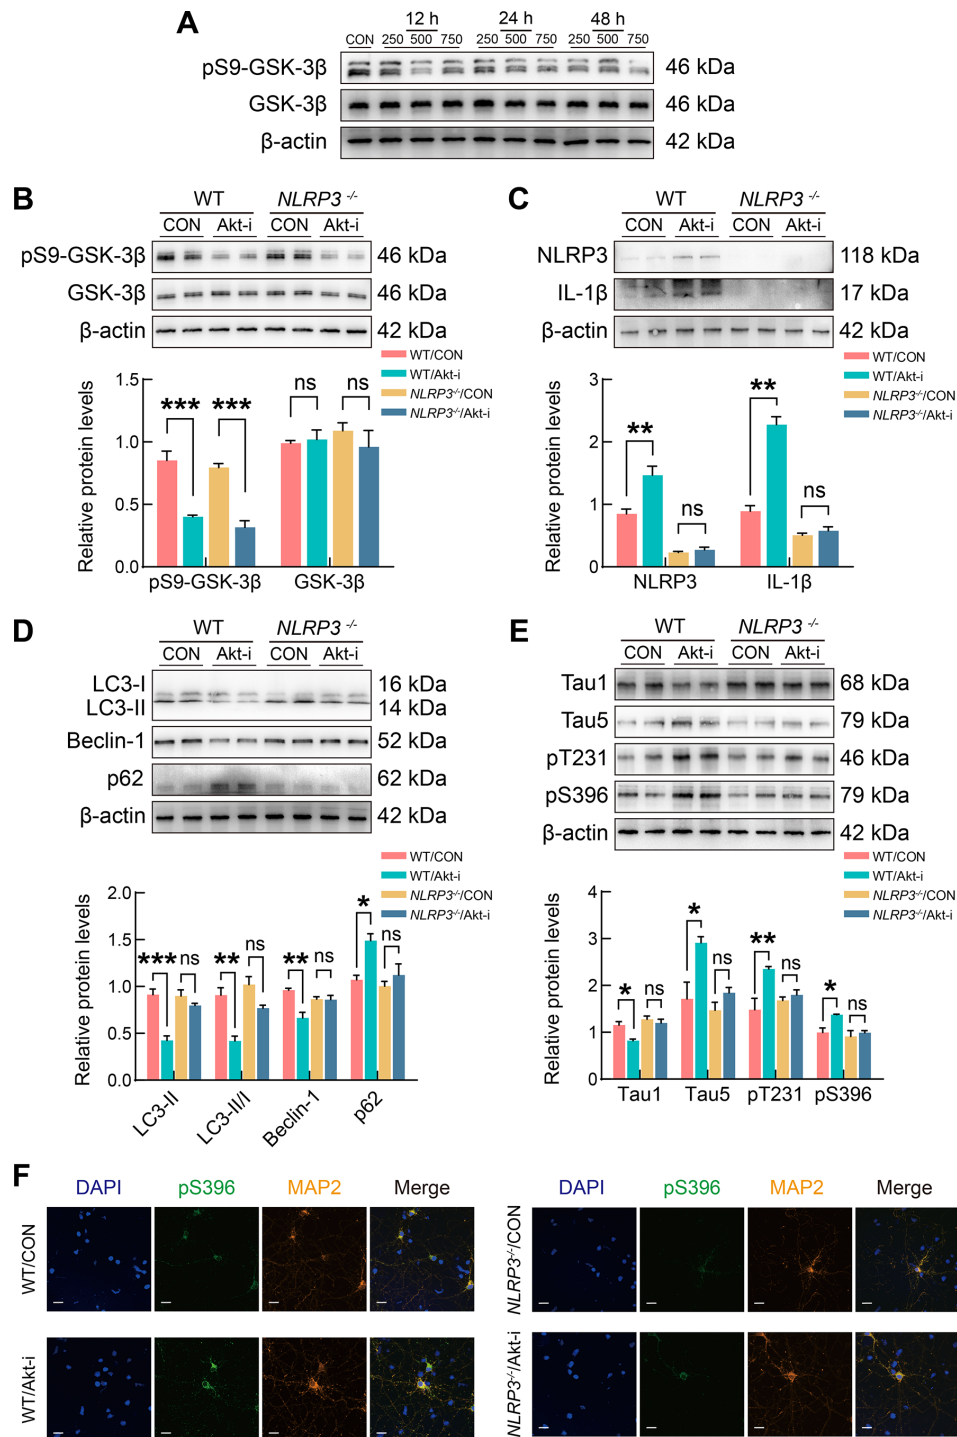 A
12 h 24 h 48 h
CON 250 500 750 250 500 750 250 500 750
pS9-GSK-3β 46 kDa
GSK-3β 46 kDa
β-actin 42 kDa
B
WT NLRP3 -/-
CON Akt-i CON Akt-i
pS9-GSK-3β 46 kDa
GSK-3β 46 kDa
β-actin 42 kDa
WT/CON
WT/Akt-i
NLRP3-/-/CON
NLRP3-/-/Akt-i
Relative protein levels
1.5
1.0
0.5
0.0
*** *** ns ns
pS9-GSK-3β GSK-3β
C
WT NLRP3 -/-
CON Akt-i CON Akt-i
NLRP3 118 kDa
IL-1β 17 kDa
β-actin 42 kDa
WT/CON
WT/Akt-i
NLRP3-/-/CON
NLRP3-/-/Akt-i
Relative protein levels
3
2
1
0
** ns ** ns
NLRP3 IL-1β
D
WT NLRP3 -/-
CON Akt-i CON Akt-i
LC3-I 16 kDa
LC3-II 14 kDa
Beclin-1 52 kDa
p62 62 kDa
β-actin 42 kDa
WT/CON
WT/Akt-i
NLRP3-/-/CON
NLRP3-/-/Akt-i
Relative protein levels
2.0
1.5
1.0
0.5
0.0
*** ns ** ns ** ns * ns
LC3-II LC3-II/I Beclin-1 p62
E
WT NLRP3 -/-
CON Akt-i CON Akt-i
Tau1 68 kDa
Tau5 79 kDa
pT231 46 kDa
pS396 79 kDa
β-actin 42 kDa
WT/CON
WT/Akt-i
NLRP3-/-/CON
NLRP3-/-/Akt-i
Relative protein levels
4
3
2
1
0
* ns * ns ** ns * ns
Tau1 Tau5 pT231 pS396
F
DAPI pS396 MAP2 Merge
WT/CON
WT/Akt-i
DAPI pS396 MAP2 Merge
NLRP3-/-/CON
NLRP3-/-/Akt-i